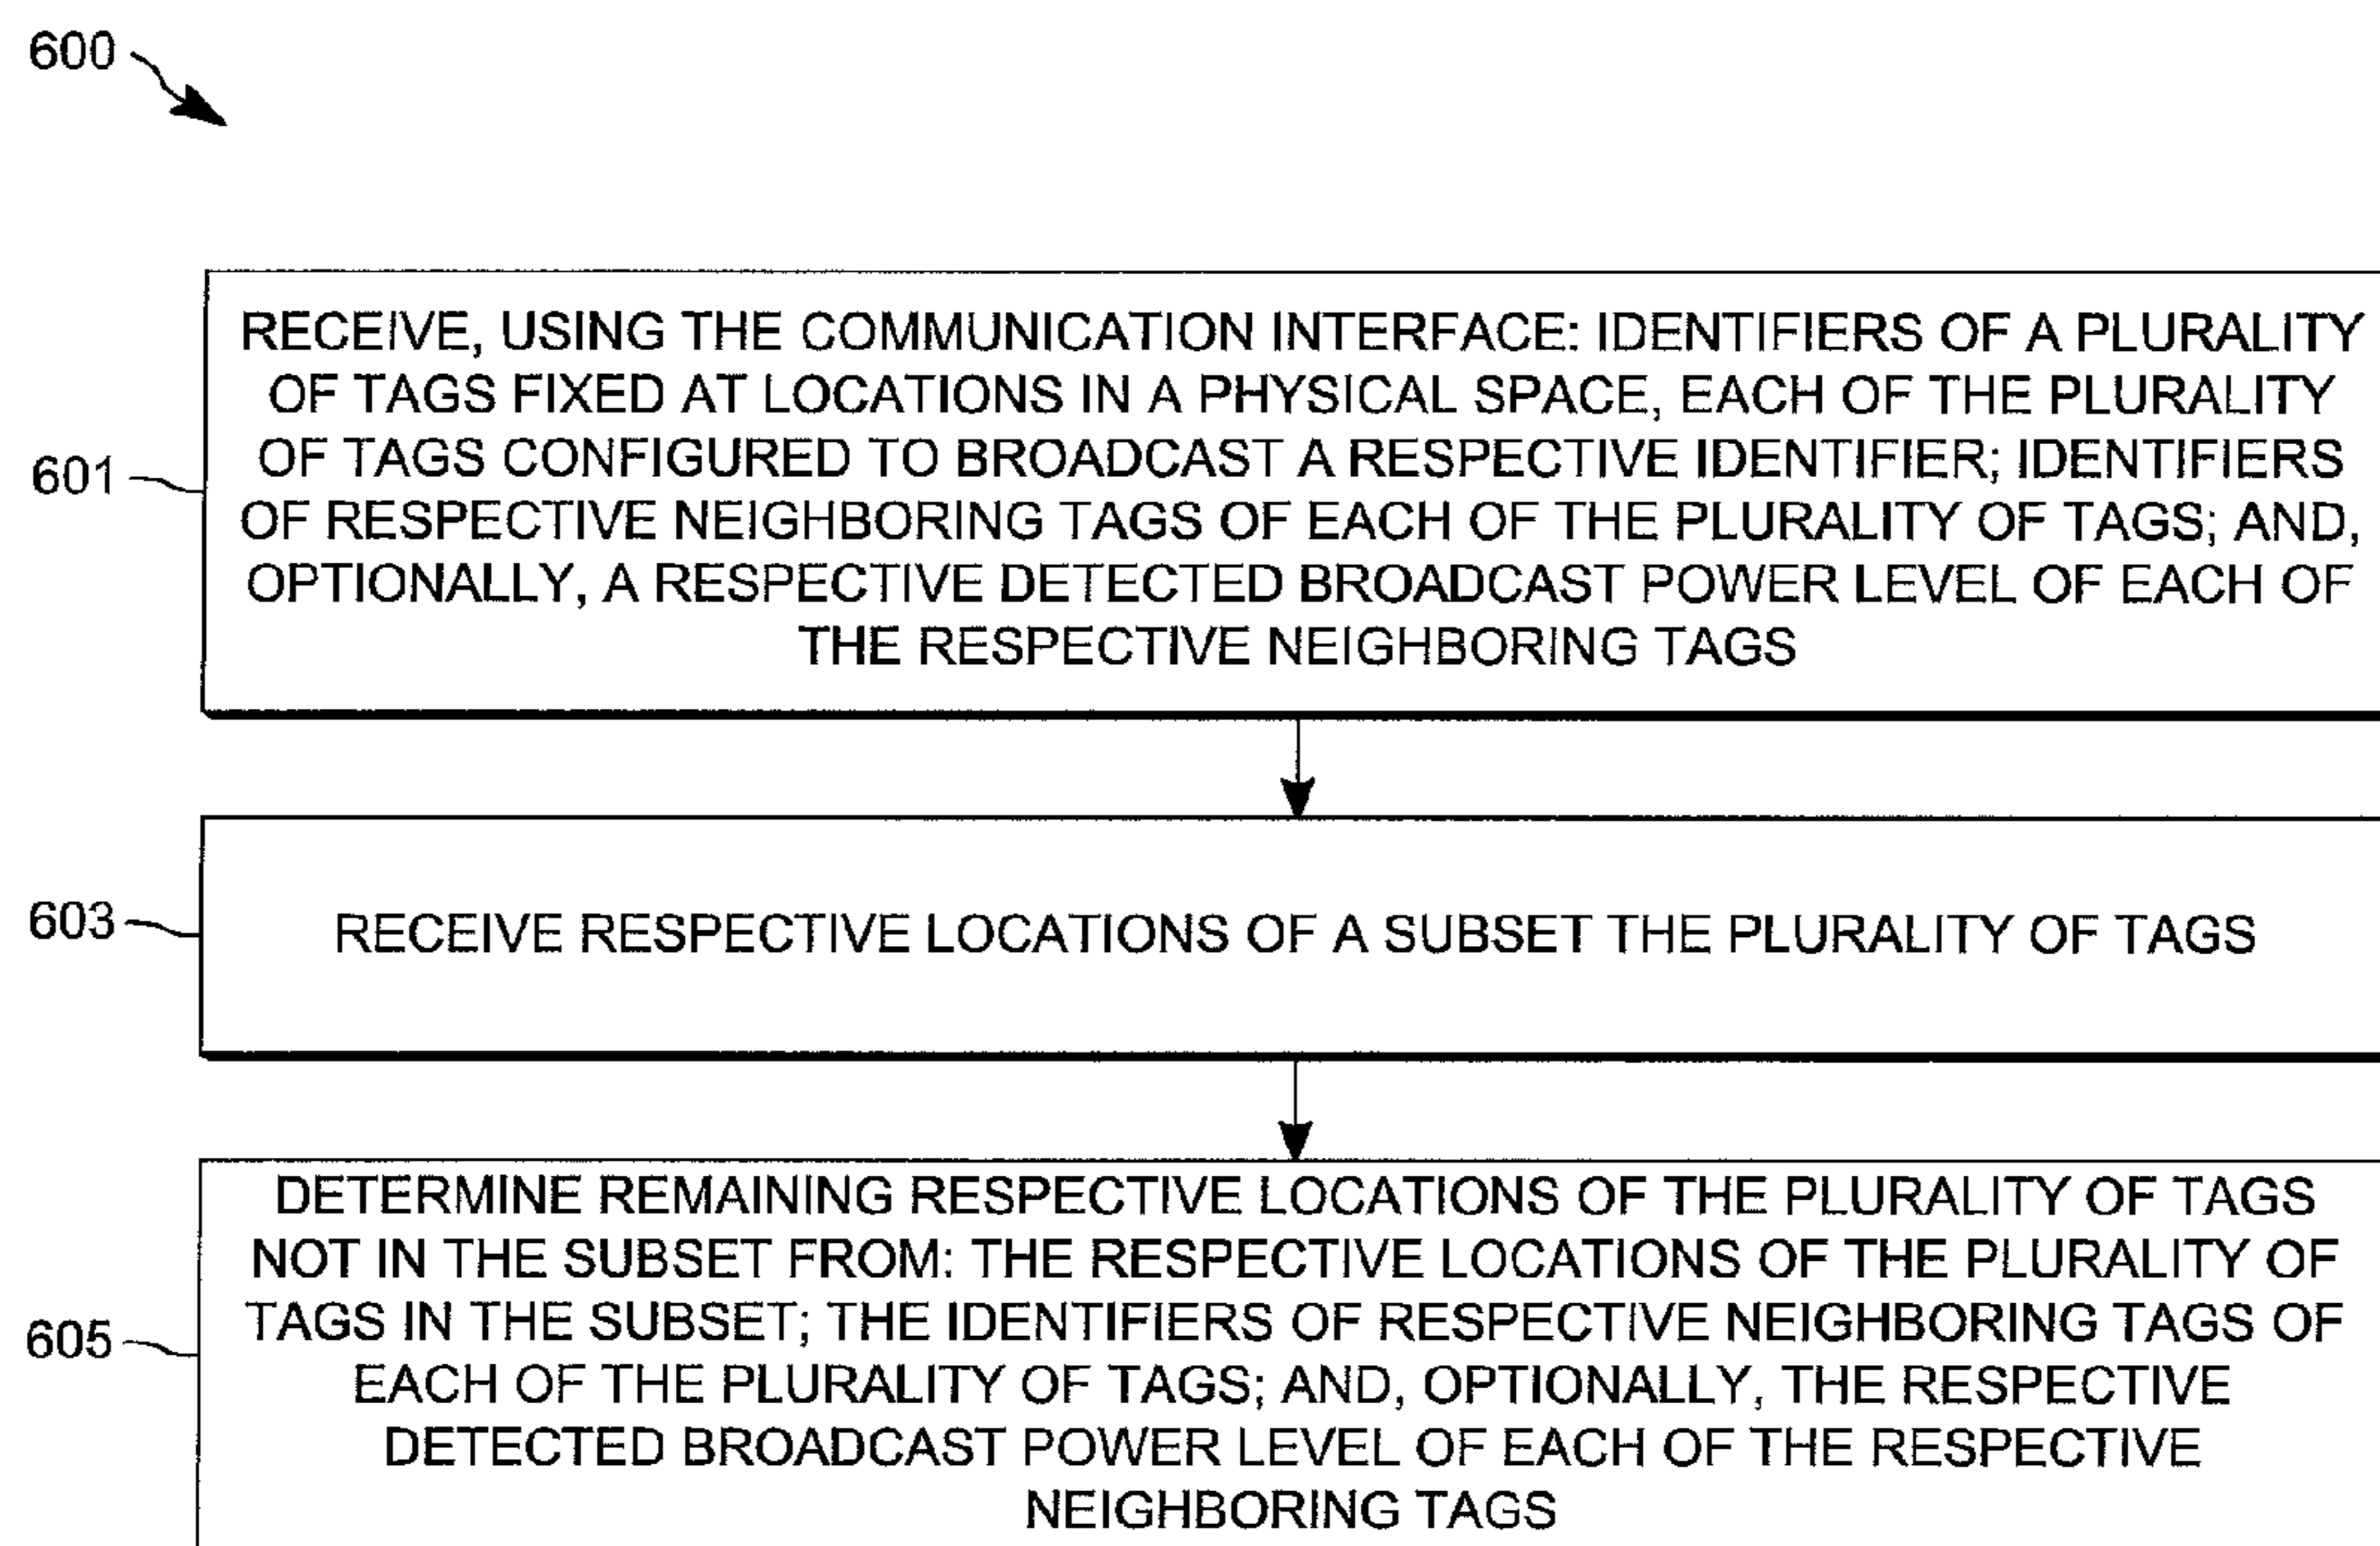 600
RECEIVE, USING THE COMMUNICATION INTERFACE: IDENTIFIERS OF A PLURALITY
OF TAGS FIXED AT LOCATIONS IN A PHYSICAL SPACE, EACH OF THE PLURALITY
OF TAGS CONFIGURED TO BROADCAST A RESPECTIVE IDENTIFIER; IDENTIFIERS
OF RESPECTIVE NEIGHBORING TAGS OF EACH OF THE PLURALITY OF TAGS; AND,
OPTIONALLY, A RESPECTIVE DETECTED BROADCAST POWER LEVEL OF EACH OF
THE RESPECTIVE NEIGHBORING TAGS
601
RECEIVE RESPECTIVE LOCATIONS OF A SUBSET THE PLURALITY OF TAGS
603
DETERMINE REMAINING RESPECTIVE LOCATIONS OF THE PLURALITY OF TAGS
NOT IN THE SUBSET FROM: THE RESPECTIVE LOCATIONS OF THE PLURALITY OF
TAGS IN THE SUBSET; THE IDENTIFIERS OF RESPECTIVE NEIGHBORING TAGS OF
EACH OF THE PLURALITY OF TAGS; AND, OPTIONALLY, THE RESPECTIVE
DETECTED BROADCAST POWER LEVEL OF EACH OF THE RESPECTIVE
NEIGHBORING TAGS
605